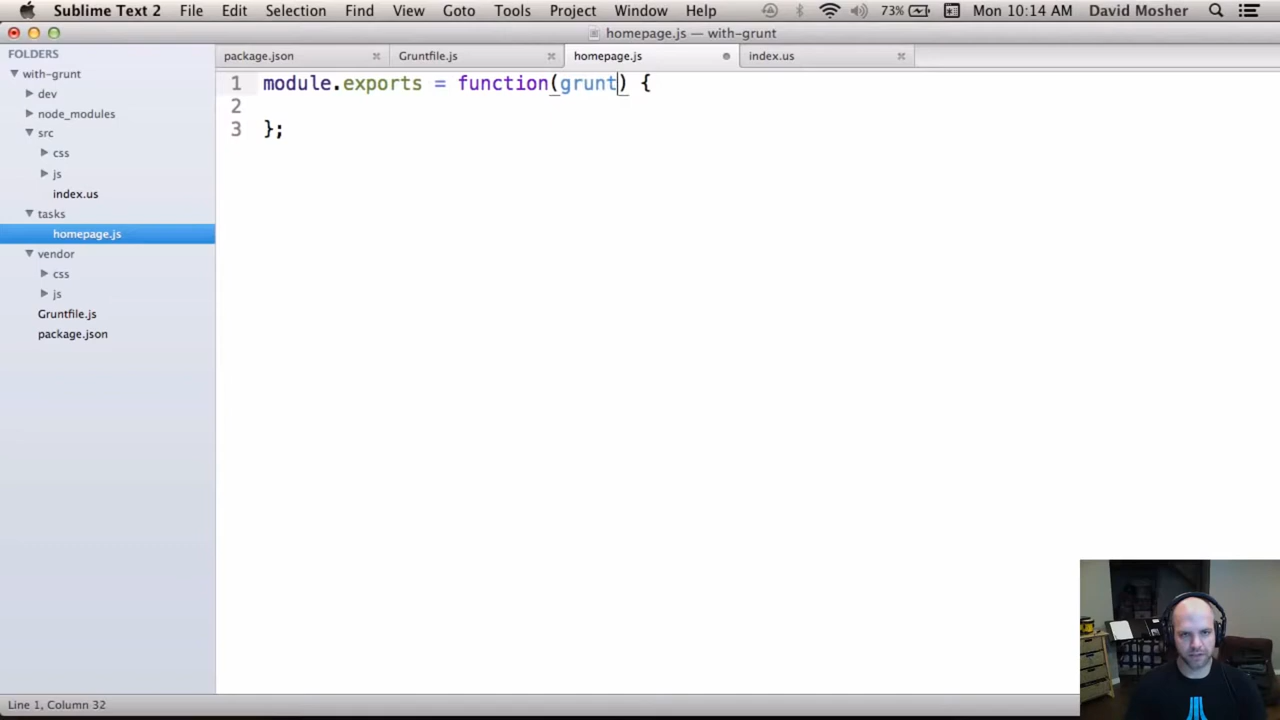 Sublime Text 2 File Edit Selection Find View Goto Tools Project Window Help 73% Mon 10:14 AM David Mosher
homepage.js — with-grunt
FOLDERS
with-grunt
dev
node_modules
src
css
js
index.us
tasks
homepage.js
vendor
css
js
Gruntfile.js
package.json
package.json Gruntfile.js homepage.js index.us
1 module.exports = function(grunt) {
2
3 };
Line 1, Column 32